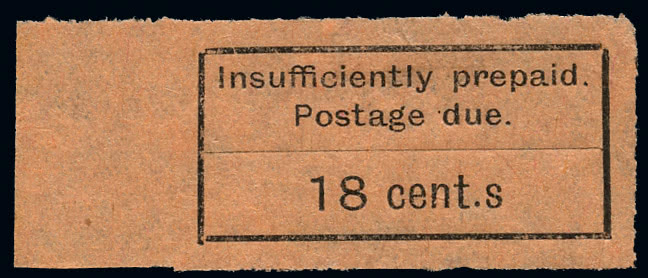 Insufficiently prepaid.
Postage due.
18 cent.s